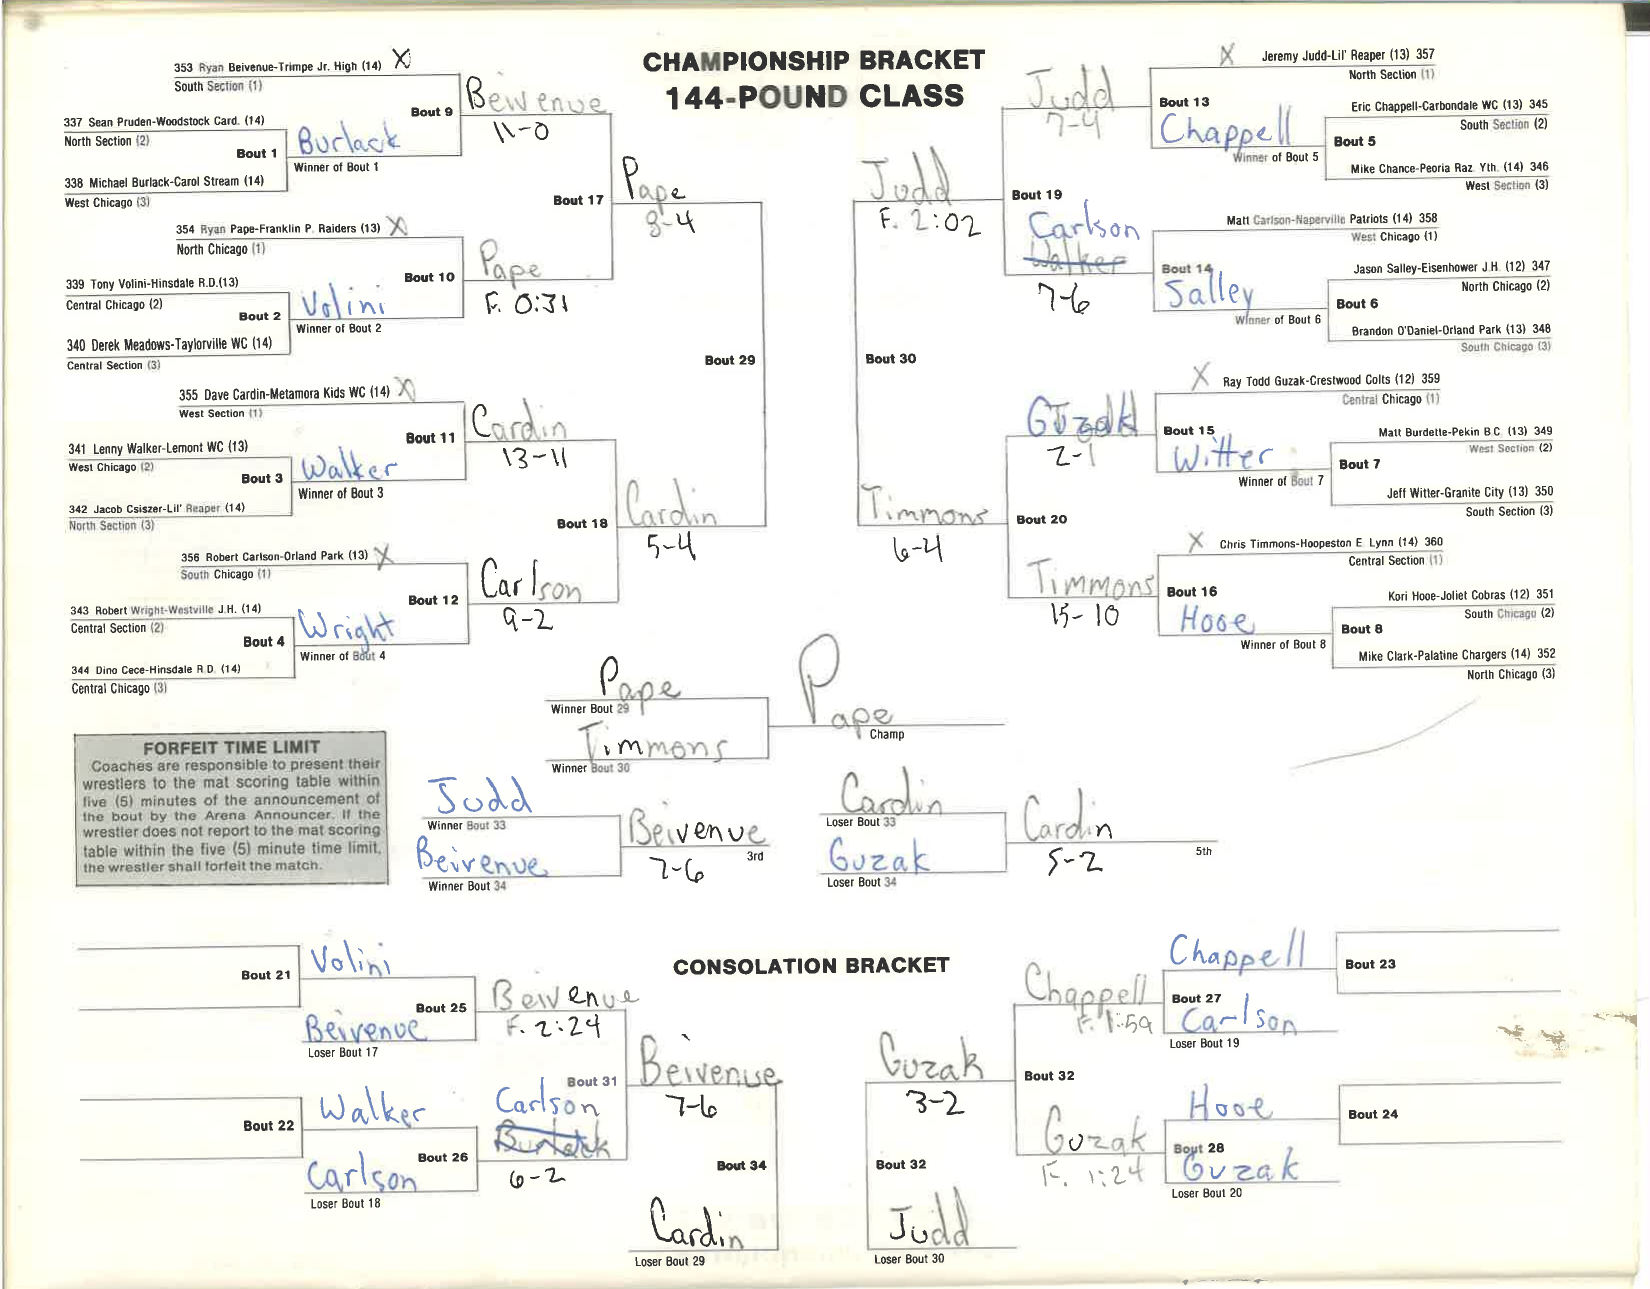 CHAMPIONSHIP BRACKET
144-POUND CLASS
353 Ryan Beivenue-Trimpe Jr. High (14) X
South Section (1)
Bout 9
Beivenue
11-0
337 Sean Pruden-Woodstock Card. (14)
North Section (2)
Bout 1
Burlack
Winner of Bout 1
338 Michael Burlack-Carol Stream (14)
West Chicago (3)
Bout 17
Pape
8-4
354 Ryan Pape-Franklin P. Raiders (13) X
North Chicago (1)
Bout 10
Pape
F. 0:31
339 Tony Volini-Hinsdale R.D.(13)
Central Chicago (2)
Bout 2
Volini
Winner of Bout 2
340 Derek Meadows-Taylorville WC (14)
Central Section (3)
Bout 29
355 Dave Cardin-Metamora Kids WC (14) X
West Section (1)
Bout 11
Cardin
13-11
341 Lenny Walker-Lemont WC (13)
West Chicago (2)
Bout 3
Walker
Winner of Bout 3
342 Jacob Csiszer-Lil' Reaper (14)
North Section (3)
Bout 18
Cardin
5-4
356 Robert Carlson-Orland Park (13) X
South Chicago (1)
Bout 12
Carlson
9-2
343 Robert Wright-Westville J.H. (14)
Central Section (2)
Bout 4
Wright
Winner of Bout 4
344 Dino Cece-Hinsdale R.D. (14)
Central Chicago (3)
X Jeremy Judd-Lil' Reaper (13) 357
North Section (1)
Judd
7-4
Bout 13
Eric Chappell-Carbondale WC (13) 345
South Section (2)
Chappell
Bout 5
Winner of Bout 5
Mike Chance-Peoria Raz. Yth. (14) 346
West Section (3)
Judd
F. 2:02
Bout 19
Matt Carlson-Naperville Patriots (14) 358
West Chicago (1)
Carlson
Walker
7-6
Bout 14
Jason Salley-Eisenhower J.H. (12) 347
North Chicago (2)
Salley
Bout 6
Winner of Bout 6
Brandon O'Daniel-Orland Park (13) 348
South Chicago (3)
Bout 30
X Ray Todd Guzak-Crestwood Colts (12) 359
Central Chicago (1)
Guzak
2-1
Bout 15
Matt Burdette-Pekin B.C. (13) 349
West Section (2)
Witter
Bout 7
Winner of Bout 7
Jeff Witter-Granite City (13) 350
South Section (3)
Timmons
6-4
Bout 20
X Chris Timmons-Hoopeston E. Lynn (14) 360
Central Section (1)
Timmons
15-10
Bout 16
Kori Hooe-Joliet Cobras (12) 351
South Chicago (2)
Hooe
Bout 8
Winner of Bout 8
Mike Clark-Palatine Chargers (14) 352
North Chicago (3)
Pape
Winner Bout 29
Timmons
Winner Bout 30
Pape
Champ
FORFEIT TIME LIMIT
Coaches are responsible to present their
wrestlers to the mat scoring table within
five (5) minutes of the announcement of
the bout by the Arena Announcer. If the
wrestler does not report to the mat scoring
table within the five (5) minute time limit,
the wrestler shall forfeit the match.
Judd
Winner Bout 33
Beivenue
Winner Bout 34
Beivenue
3rd
7-6
Cardin
Loser Bout 33
Guzak
Loser Bout 34
Cardin
5th
5-2
CONSOLATION BRACKET
Bout 21
Volini
Bout 25
Beivenue
Loser Bout 17
Beivenue
F. 2:24
Bout 31
Beivenue
7-6
Bout 22
Walker
Bout 26
Carlson
Loser Bout 18
Carlson
Burlack
6-2
Bout 34
Cardin
Loser Bout 29
Chappell
Bout 23
Bout 27
Carlson
Loser Bout 19
Chappell
F. 1:59
Guzak
3-2
Bout 32
Hooe
Bout 24
Bout 28
Guzak
Loser Bout 20
Guzak
F. 1:24
Bout 32
Judd
Loser Bout 30